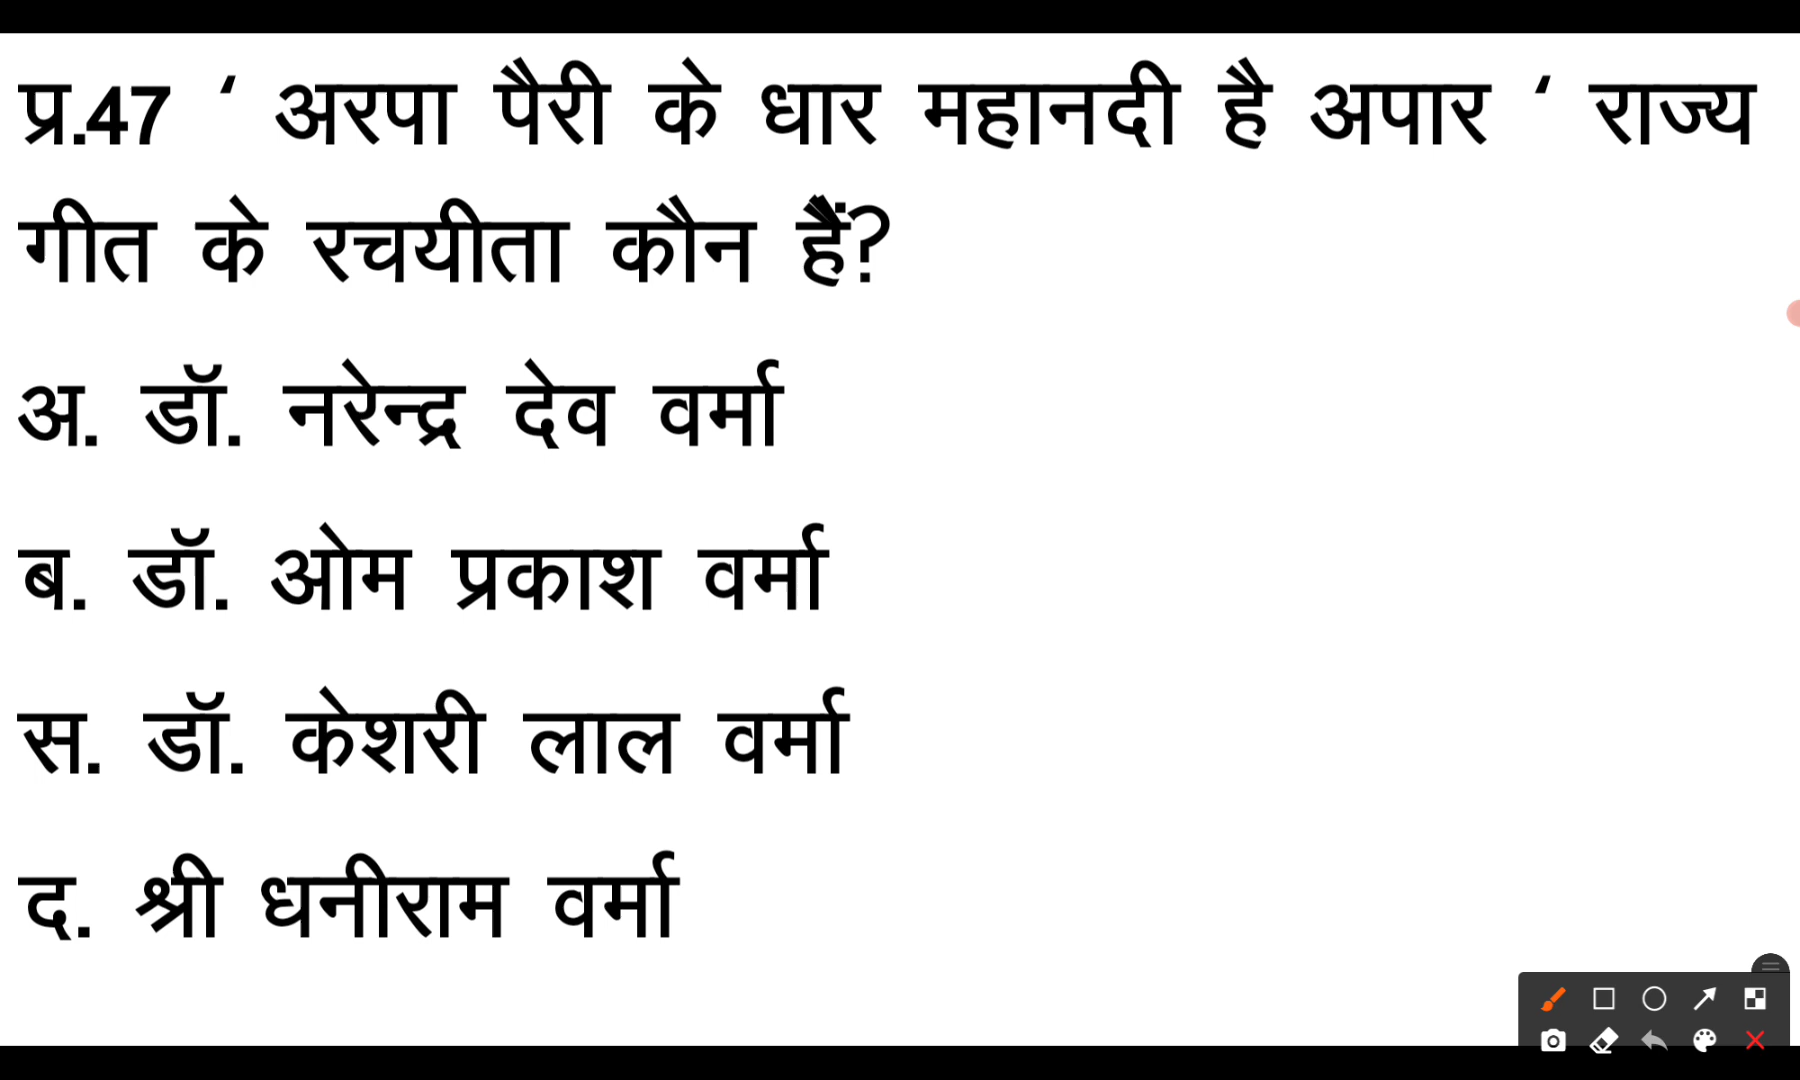 प्र.47 ‘ अरपा पैरी के धार महानदी है अपार ‘ राज्य
गीत के रचयीता कौन हैं?
अ. डॉ. नरेन्द्र देव वर्मा
ब. डॉ. ओम प्रकाश वर्मा
स. डॉ. केशरी लाल वर्मा
द. श्री धनीराम वर्मा